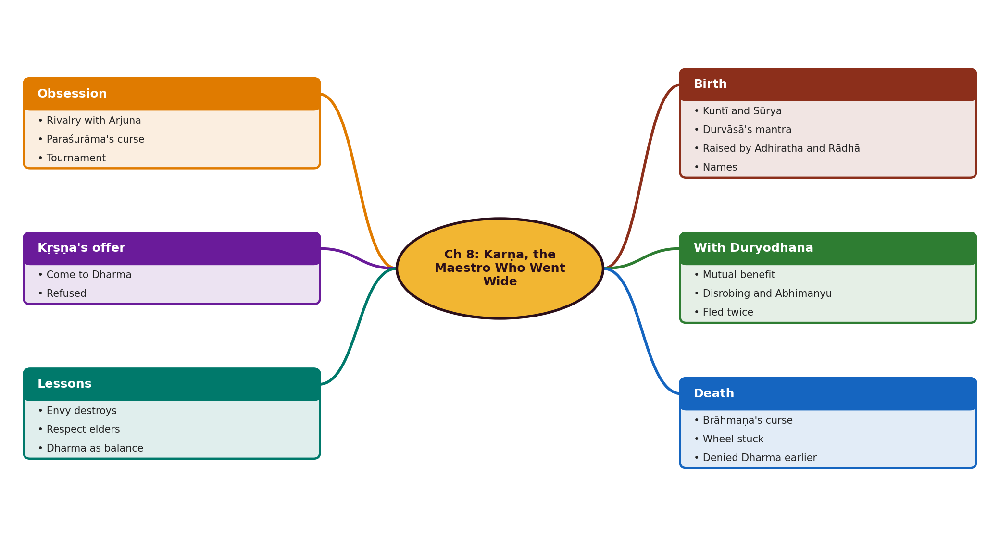 Ch 8: Karṇa, the
Maestro Who Went
Wide
Birth
• Kuntī and Sūrya
• Durvāsā's mantra
• Raised by Adhiratha and Rādhā
• Names
With Duryodhana
• Mutual benefit
• Disrobing and Abhimanyu
• Fled twice
Death
• Brāhmaṇa's curse
• Wheel stuck
• Denied Dharma earlier
Obsession
• Rivalry with Arjuna
• Paraśurāma's curse
• Tournament
Kṛṣṇa's offer
• Come to Dharma
• Refused
Lessons
• Envy destroys
• Respect elders
• Dharma as balance